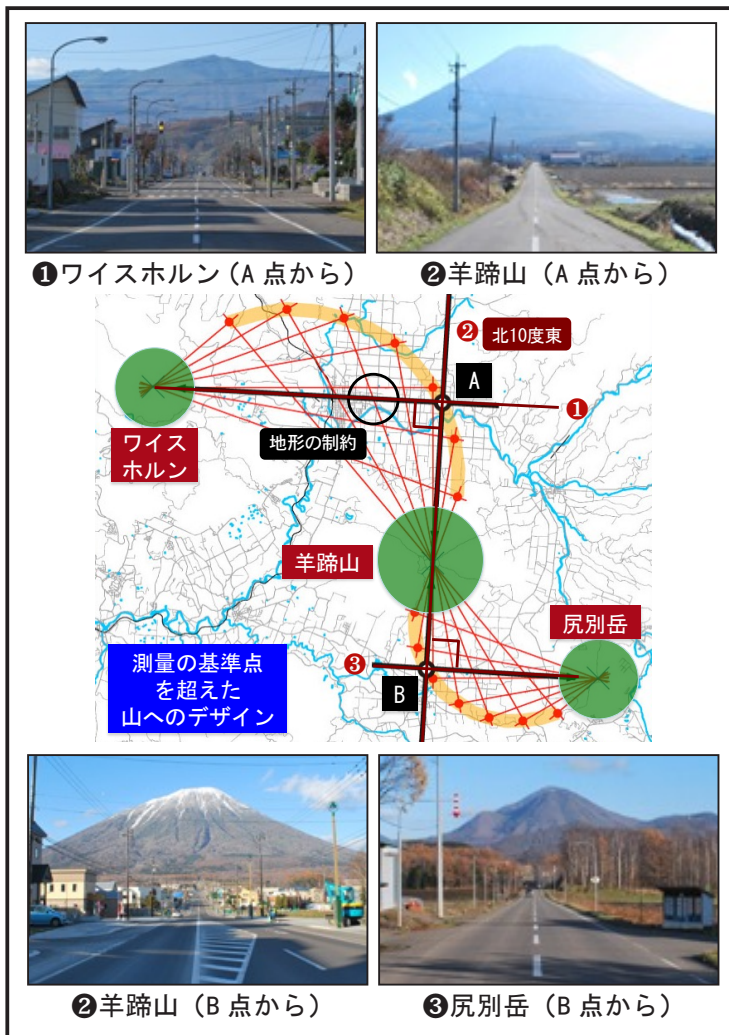 ❶ワイスホルン(A 点から)
❷羊蹄山(A 点から)
❷
北10度東
A
❶
地形の制約
ワイス
ホルン
羊蹄山
尻別岳
❸
B
測量の基準点
を超えた
山へのデザイン
❷羊蹄山(B 点から)
❸尻別岳(B 点から)